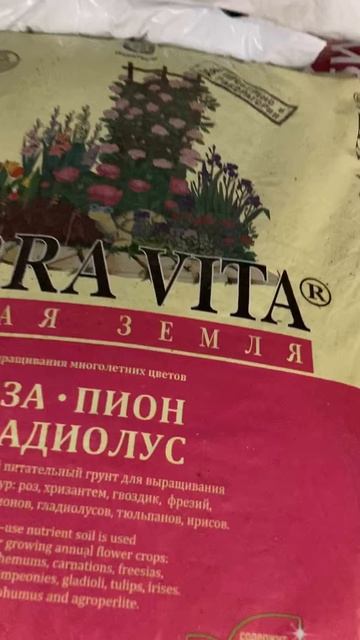 RA VITA®
АЯ ЗЕМЛЯ
ращивания многолетних цветов
ЗА • ПИОН
АДИОЛУС
питательный грунт для выращивания
ур: роз, хризантем, гвоздик, фрезий,
ионов, гладиолусов, тюльпанов, ирисов.
-use nutrient soil is used
r growing annual flower crops:
hemums, carnations, freesias,
mpeonies, gladioli, tulips, irises.
ohumus and agroperlite.
СОДЕРЖИТ